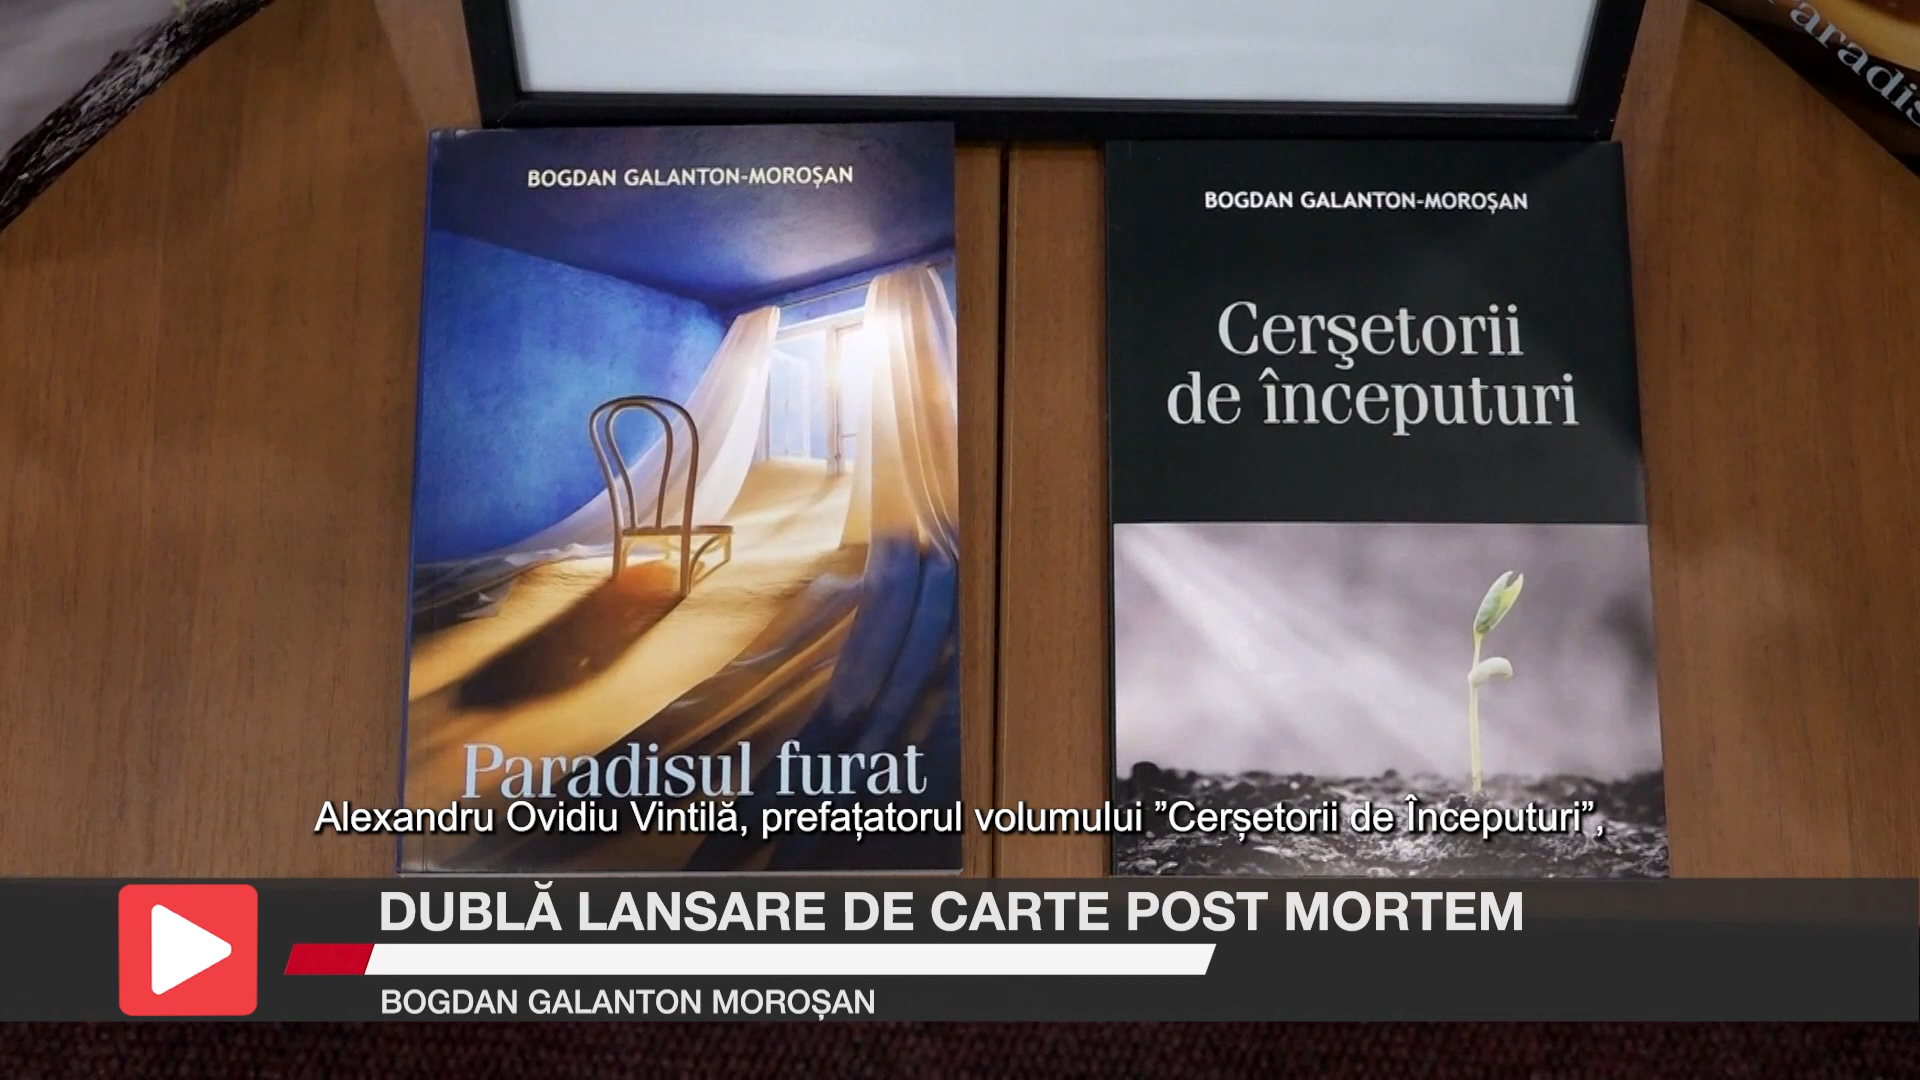 Paradis
BOGDAN GALANTON-MOROȘAN
Paradisul furat
BOGDAN GALANTON-MOROȘAN
Cerşetorii
de începuturi
Alexandru Ovidiu Vintilă, prefațatorul volumului ”Cerșetorii de Începuturi”,
DUBLĂ LANSARE DE CARTE POST MORTEM
BOGDAN GALANTON MOROȘAN